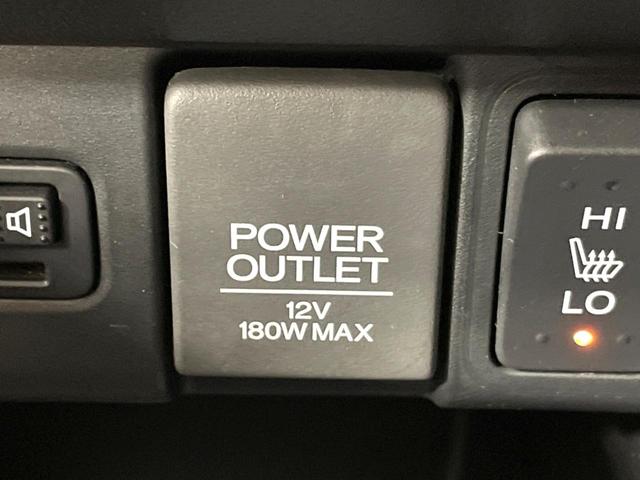 POWER
OUTLET
12V
180W MAX
HI
LO